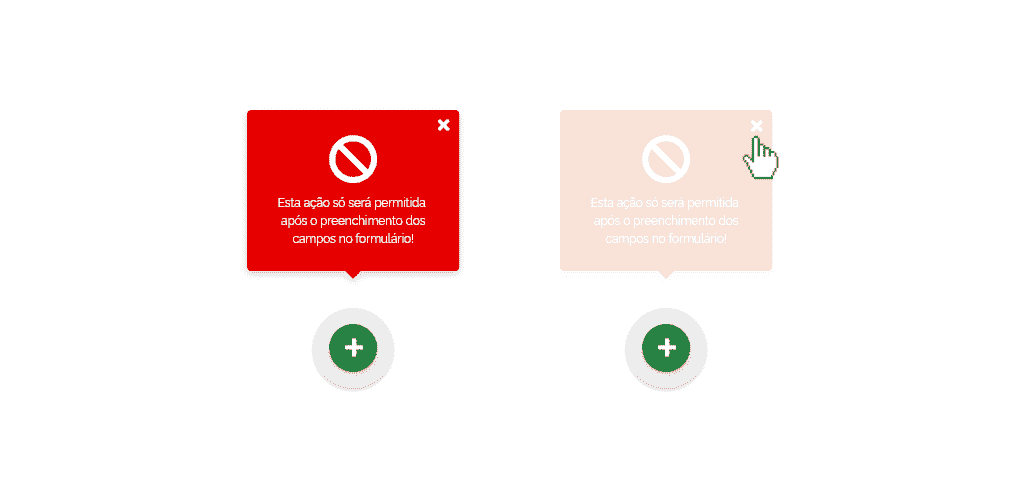 Esta ação só será permitida
após o preenchimento dos
campos no formulário!
Esta ação só será permitida
após o preenchimento dos
campos no formulário!